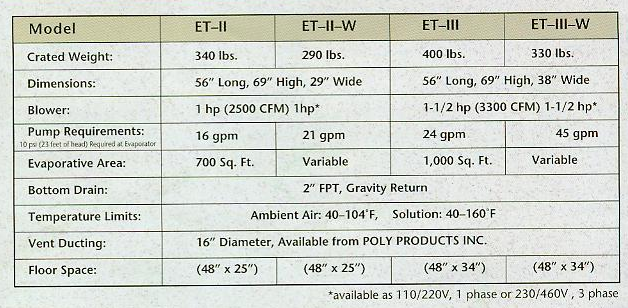 Model ET–II ET–II–W ET–III ET–III–W
Crated Weight: 340 lbs. 290 lbs. 400 lbs. 330 lbs.
Dimensions: 56” Long, 69” High, 29” Wide 56” Long, 69” High, 38” Wide
Blower: 1 hp (2500 CFM) 1hp* 1-1/2 hp (3300 CFM) 1-1/2 hp*
Pump Requirements: 16 gpm 21 gpm 24 gpm 45 gpm
10 psi (23 feet of head) Required at Evaporator
Evaporative Area: 700 Sq. Ft. Variable 1,000 Sq. Ft. Variable
Bottom Drain: 2” FPT, Gravity Return
Temperature Limits: Ambient Air: 40–104˚F, Solution: 40–160˚F
Vent Ducting: 16” Diameter, Available from POLY PRODUCTS INC.
Floor Space: (48” x 25”) (48” x 25”) (48” x 34”) (48” x 34”)
*available as 110/220V, 1 phase or 230/460V , 3 phase